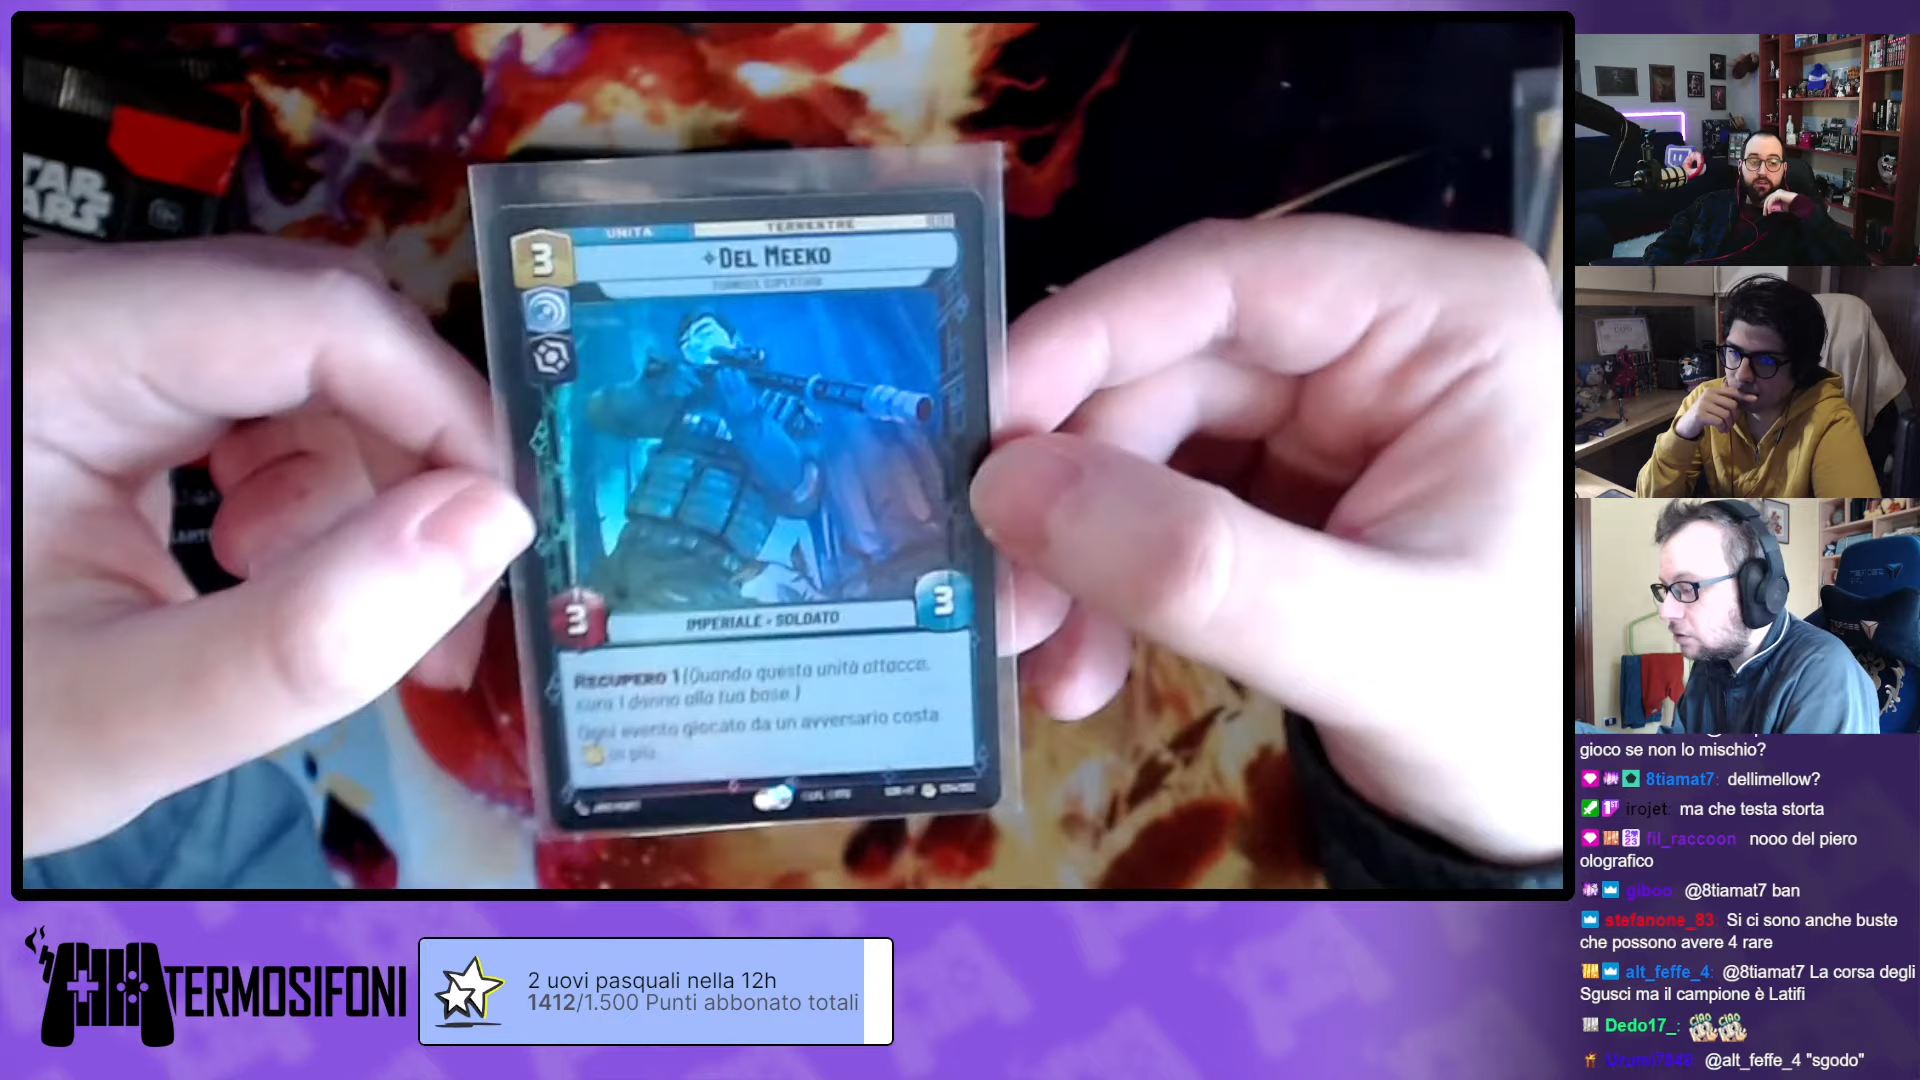 TAR
WARS
UNITÀ
TERRESTRE
3
DEL MEEKO
3
IMPERIALE • SOLDATO
3
RECUPERO 1 (Quando questa unità attacca,
cura 1 danno alla tua base.)
Ogni evento giocato da un avversario costa
in più.
TERMOSIFONI
2 uovi pasquali nella 12h
1412/1.500 Punti abbonato totali
gioco se non lo mischio?
8tiamat7: dellimellow?
irojet: ma che testa storta
fil_raccoon nooo del piero
olografico
giboo: @8tiamat7 ban
stefanone_83: Si ci sono anche buste
che possono avere 4 rare
alt_feffe_4: @8tiamat7 La corsa degli
Sgusci ma il campione è Latifi
Dedo17_: CIAO CIAO
@alt_feffe_4 "sgodo"